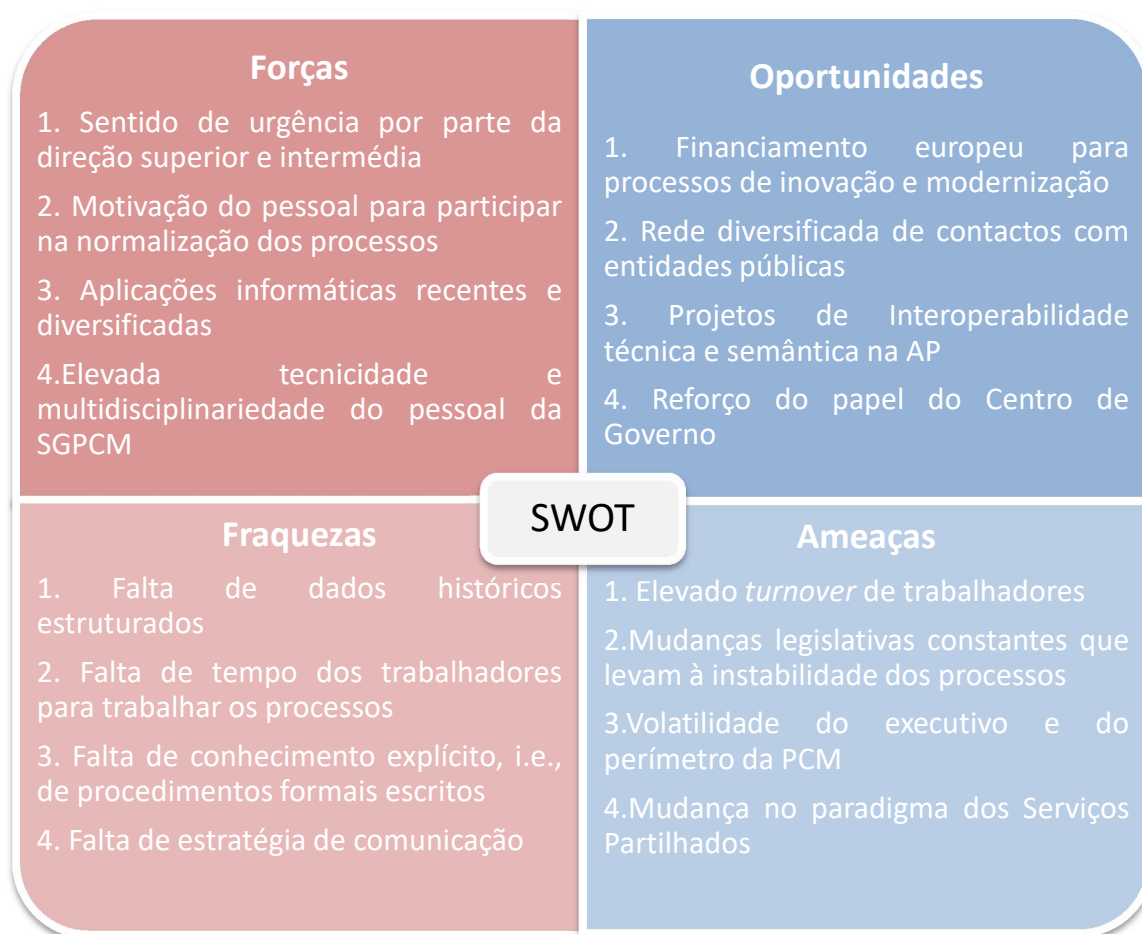 Forças
1. Sentido de urgência por parte da
direção superior e intermédia
2. Motivação do pessoal para participar
na normalização dos processos
3. Aplicações informáticas recentes e
diversificadas
4.Elevada tecnicidade e
multidisciplinariedade do pessoal da
SGPCM
Oportunidades
1. Financiamento europeu para
processos de inovação e modernização
2. Rede diversificada de contactos com
entidades públicas
3. Projetos de Interoperabilidade
técnica e semântica na AP
4. Reforço do papel do Centro de
Governo
SWOT
Fraquezas
1. Falta de dados históricos
estruturados
2. Falta de tempo dos trabalhadores
para trabalhar os processos
3. Falta de conhecimento explícito, i.e.,
de procedimentos formais escritos
4. Falta de estratégia de comunicação
Ameaças
1. Elevado turnover de trabalhadores
2.Mudanças legislativas constantes que
levam à instabilidade dos processos
3.Volatilidade do executivo e do
perímetro da PCM
4.Mudança no paradigma dos Serviços
Partilhados